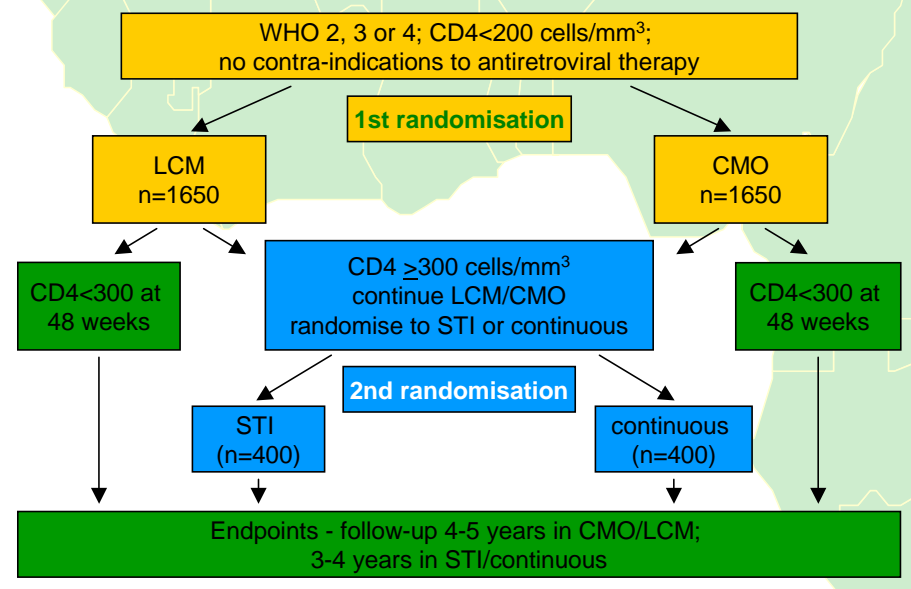 WHO 2, 3 or 4; CD4<200 cells/mm³;
no contra-indications to antiretroviral therapy
1st randomisation
LCM
n=1650
CMO
n=1650
CD4<300 at
48 weeks
CD4 ≥300 cells/mm³
continue LCM/CMO
randomise to STI or continuous
CD4<300 at
48 weeks
2nd randomisation
STI
(n=400)
continuous
(n=400)
Endpoints - follow-up 4-5 years in CMO/LCM;
3-4 years in STI/continuous